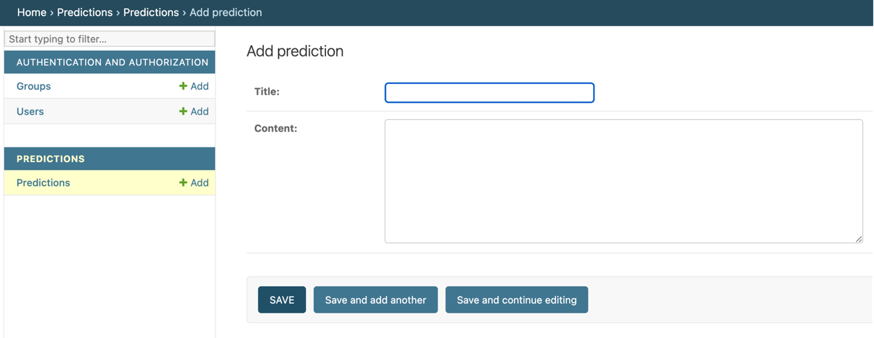 Home › Predictions › Predictions › Add prediction
Start typing to filter...
AUTHENTICATION AND AUTHORIZATION
Groups + Add
Users + Add
PREDICTIONS
Predictions + Add
Add prediction
Title:
Content:
SAVE Save and add another Save and continue editing